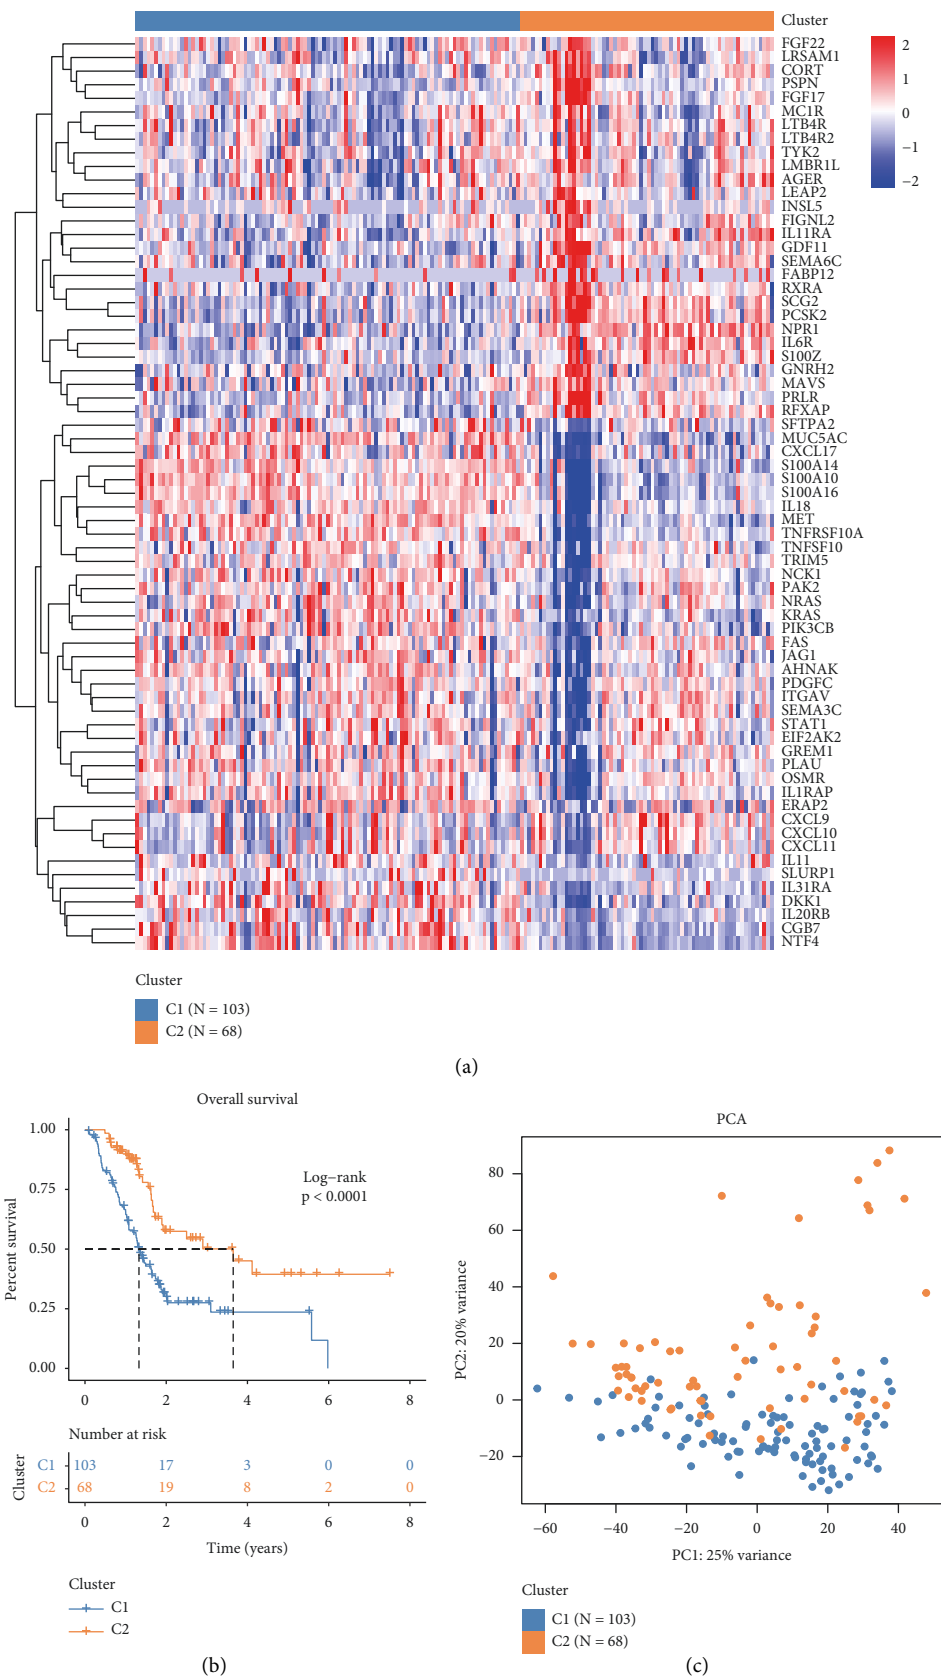 Cluster
FGF22
LRSAM1
CORT
PSPN
FGF17
MC1R
LTB4R
LTB4R2
TYK2
LMBR1L
AGER
LEAP2
INSL5
FIGNL2
IL11RA
GDF11
SEMA6C
FABP12
RXRA
SCG2
PCSK2
NPR1
IL6R
S100Z
GNRH2
MAVS
PRLR
RFXAP
SFTPA2
MUC5AC
CXCL17
S100A14
S100A10
S100A16
IL18
MET
TNFRSF10A
TNFSF10
TRIM5
NCK1
PAK2
NRAS
KRAS
PIK3CB
FAS
JAG1
AHNAK
PDGFC
ITGAV
SEMA3C
STAT1
EIF2AK2
GREM1
PLAU
OSMR
IL1RAP
ERAP2
CXCL9
CXCL10
CXCL11
IL11
SLURP1
IL31RA
DKK1
IL20RB
CGB7
NTF4
2
1
0
−1
−2
Cluster
C1 (N = 103)
C2 (N = 68)
(a)
Overall survival
Percent survival
1.00
0.75
0.50
0.25
0.00
Log−rank
p < 0.0001
0 2 4 6 8
Number at risk
Cluster
C1 103 17 3 0 0
C2 68 19 8 2 0
0 2 4 6 8
Time (years)
Cluster
C1
C2
(b)
PCA
PC2: 20% variance
80
60
40
20
0
−20
−60 −40 −20 0 20 40
PC1: 25% variance
Cluster
C1 (N = 103)
C2 (N = 68)
(c)